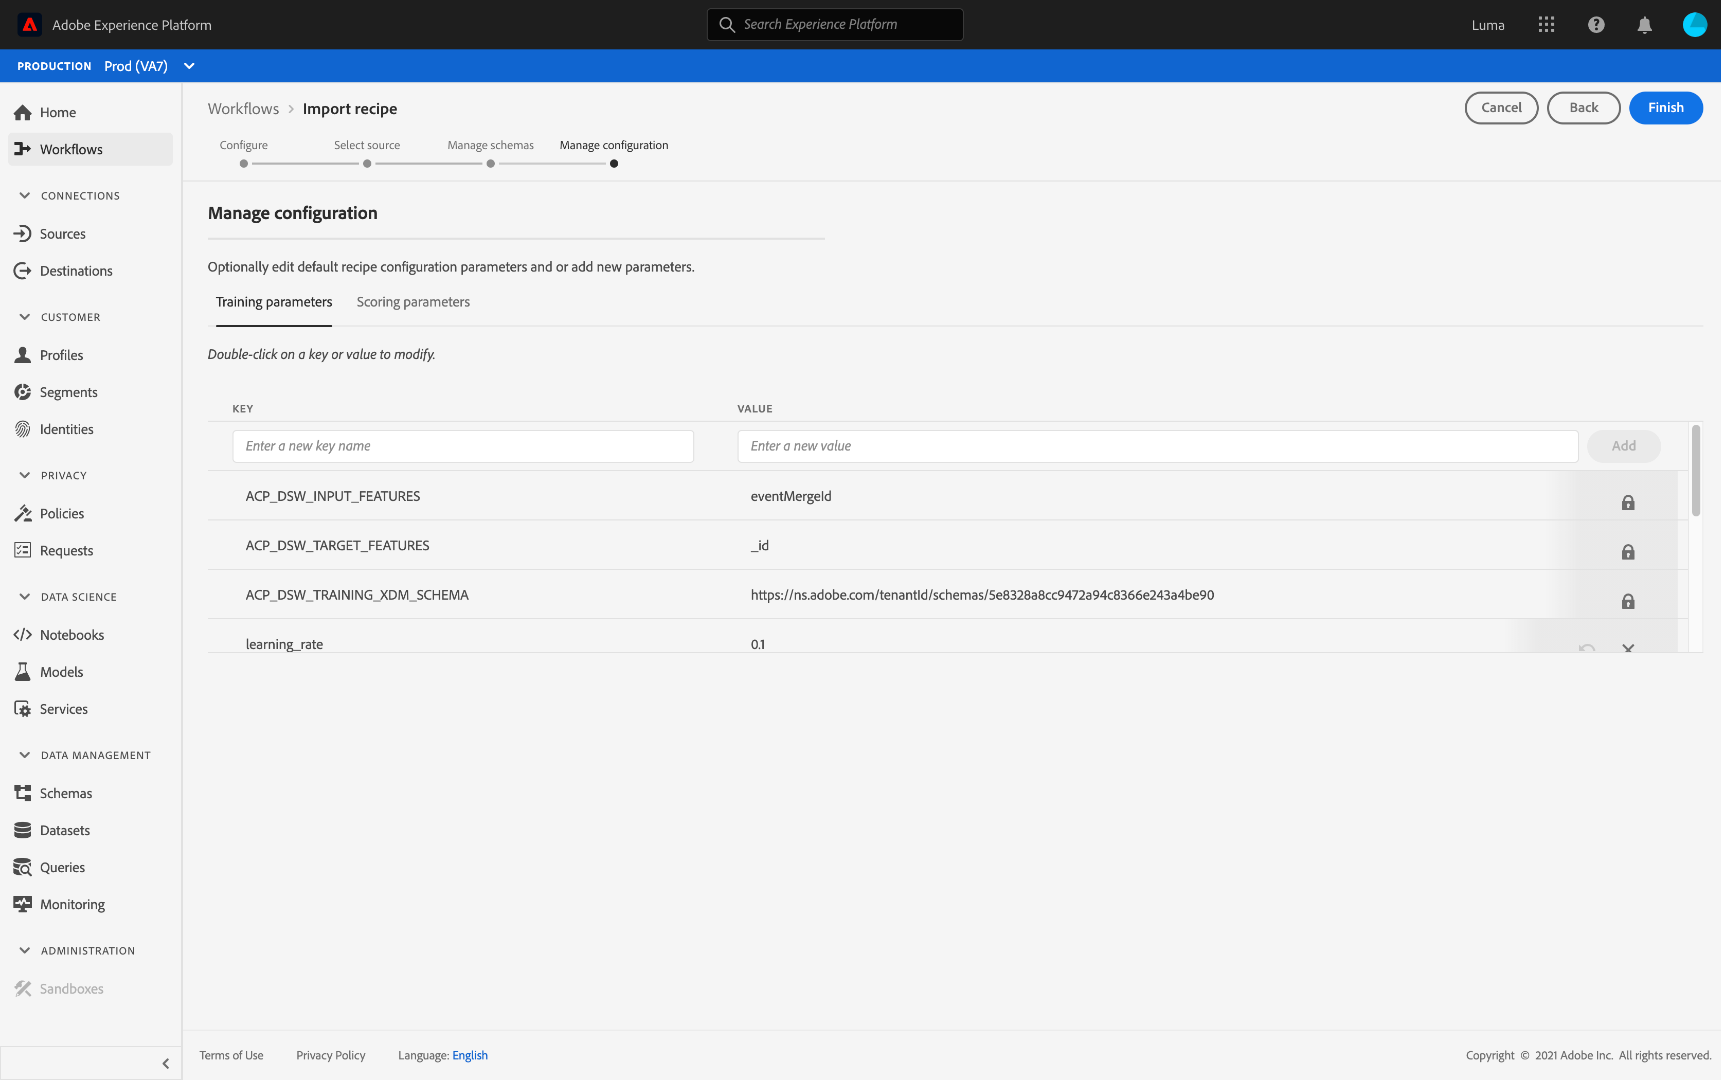 Adobe Experience Platform
Search Experience Platform
Luma
PRODUCTION Prod (VA7)
Home
Workflows
CONNECTIONS
Sources
Destinations
CUSTOMER
Profiles
Segments
Identities
PRIVACY
Policies
Requests
DATA SCIENCE
Notebooks
Models
Services
DATA MANAGEMENT
Schemas
Datasets
Queries
Monitoring
ADMINISTRATION
Sandboxes
Workflows > Import recipe
Cancel
Back
Finish
Configure
Select source
Manage schemas
Manage configuration
Manage configuration
Optionally edit default recipe configuration parameters and or add new parameters.
Training parameters
Scoring parameters
Double-click on a key or value to modify.
KEY
VALUE
Enter a new key name
Enter a new value
Add
ACP_DSW_INPUT_FEATURES
eventMergeId
ACP_DSW_TARGET_FEATURES
_id
ACP_DSW_TRAINING_XDM_SCHEMA
https://ns.adobe.com/tenantId/schemas/5e8328a8cc9472a94c8366e243a4be90
learning_rate
0.1
Terms of Use
Privacy Policy
Language: English
Copyright © 2021 Adobe Inc. All rights reserved.